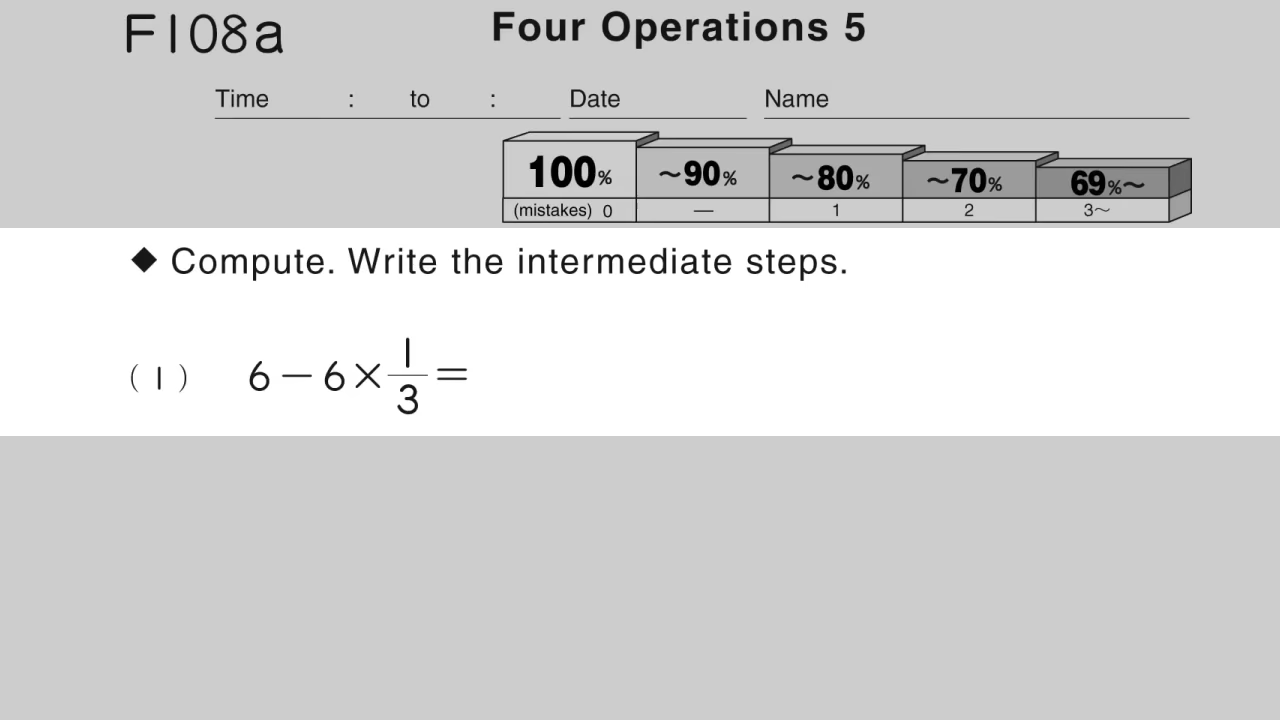 F108a
Four Operations 5
Time : to : Date Name
100% ~90% ~80% ~70% 69%~
(mistakes) 0 — 1 2 3~
◆ Compute. Write the intermediate steps.
(1) 6 − 6 × 1/3 =